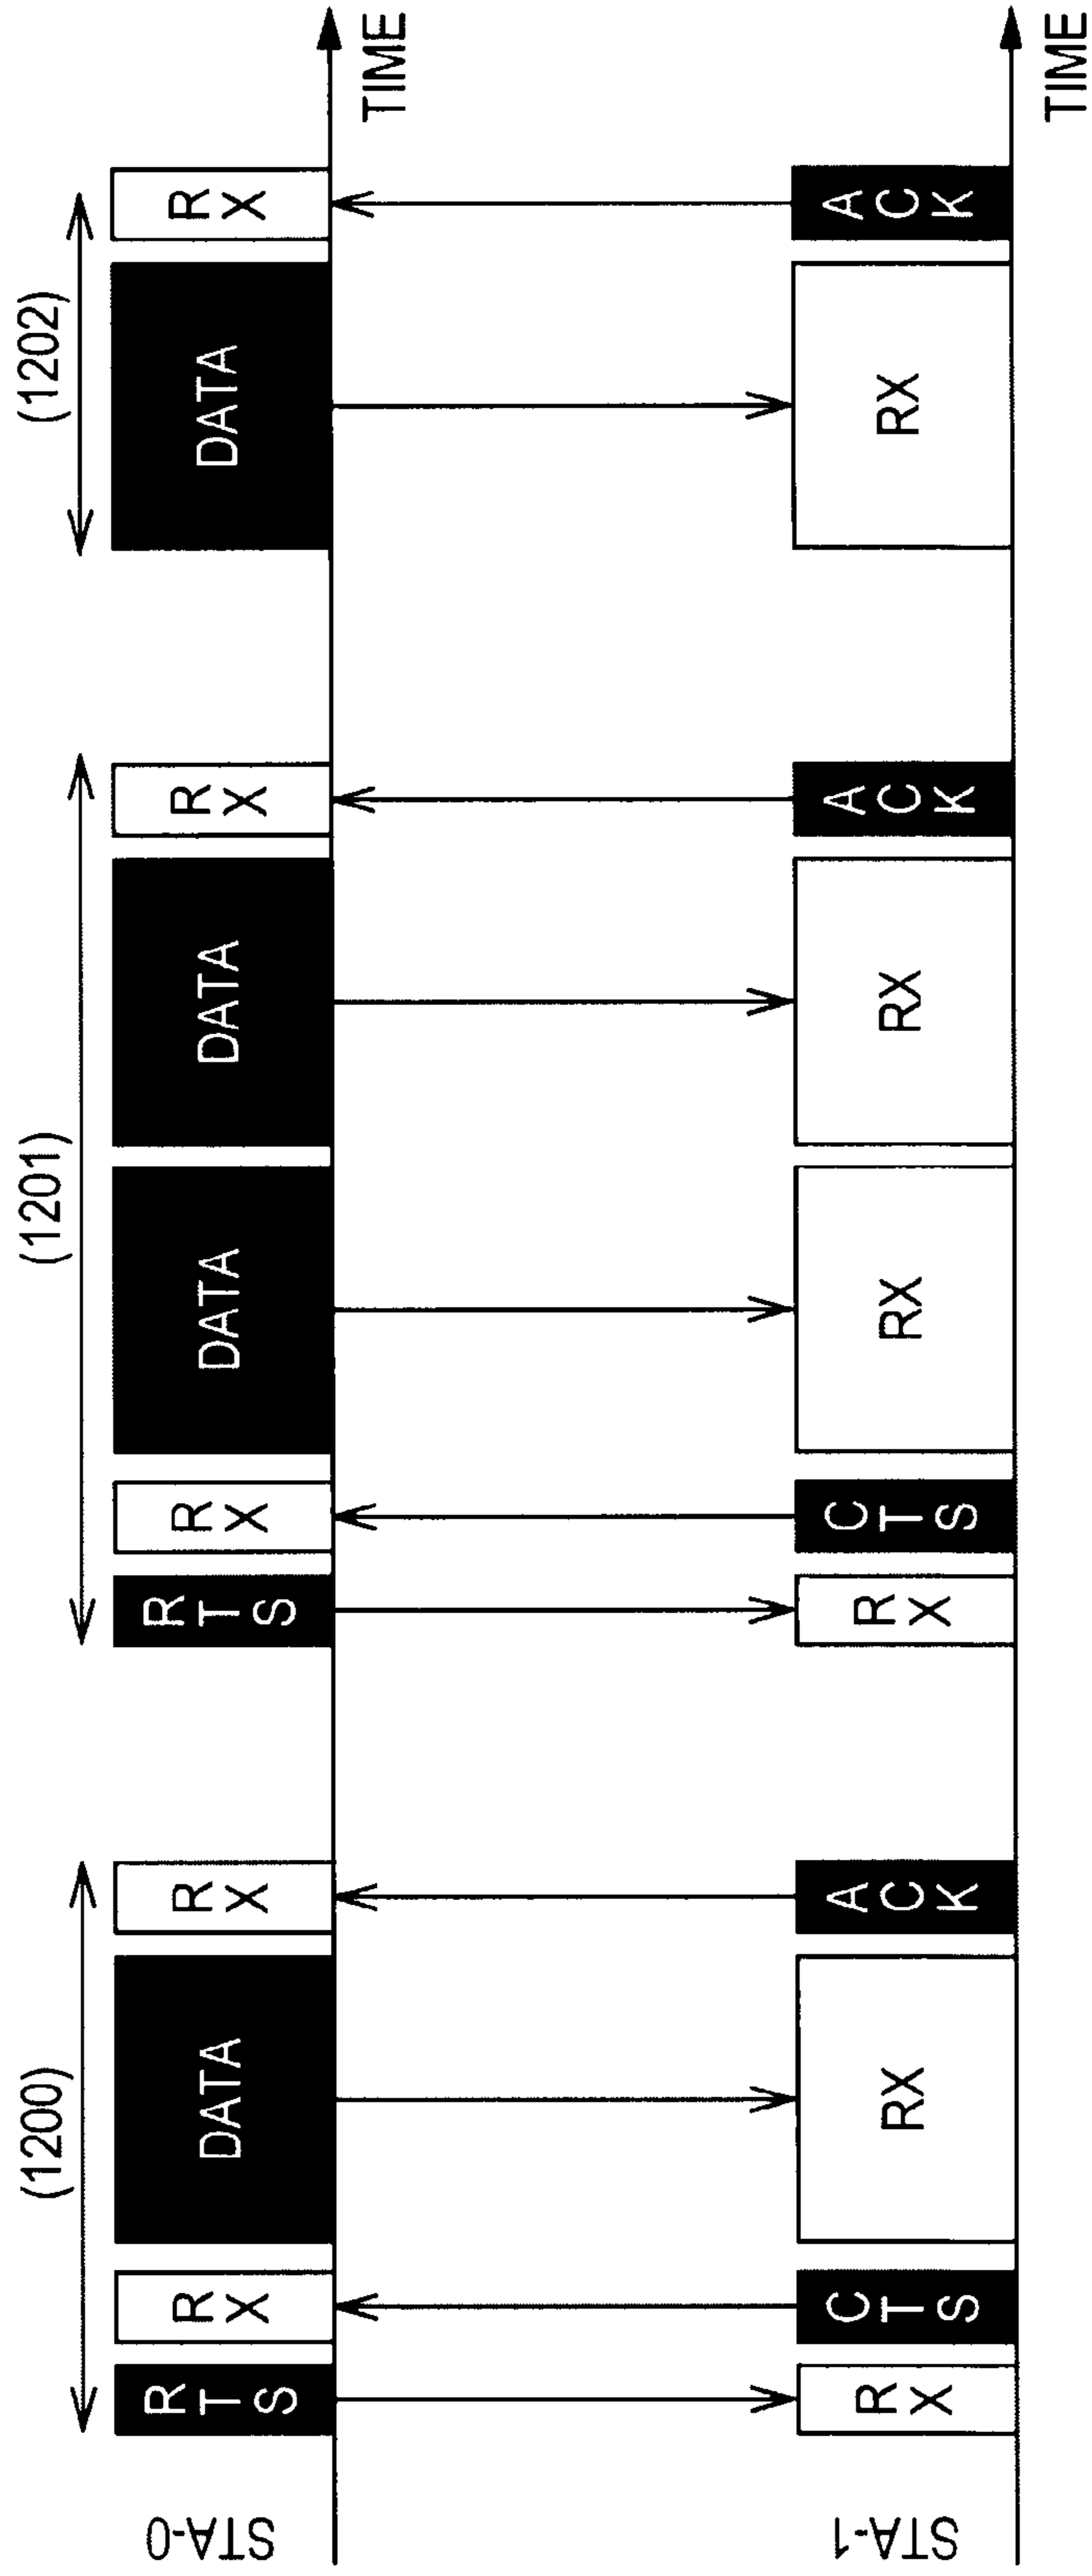 (1200)
(1201)
(1202)
STA-0
RTS
RX
DATA
RX
RTS
RX
DATA
DATA
RX
DATA
RX
TIME
STA-1
RX
CTS
RX
ACK
RX
CTS
RX
RX
ACK
RX
ACK
TIME